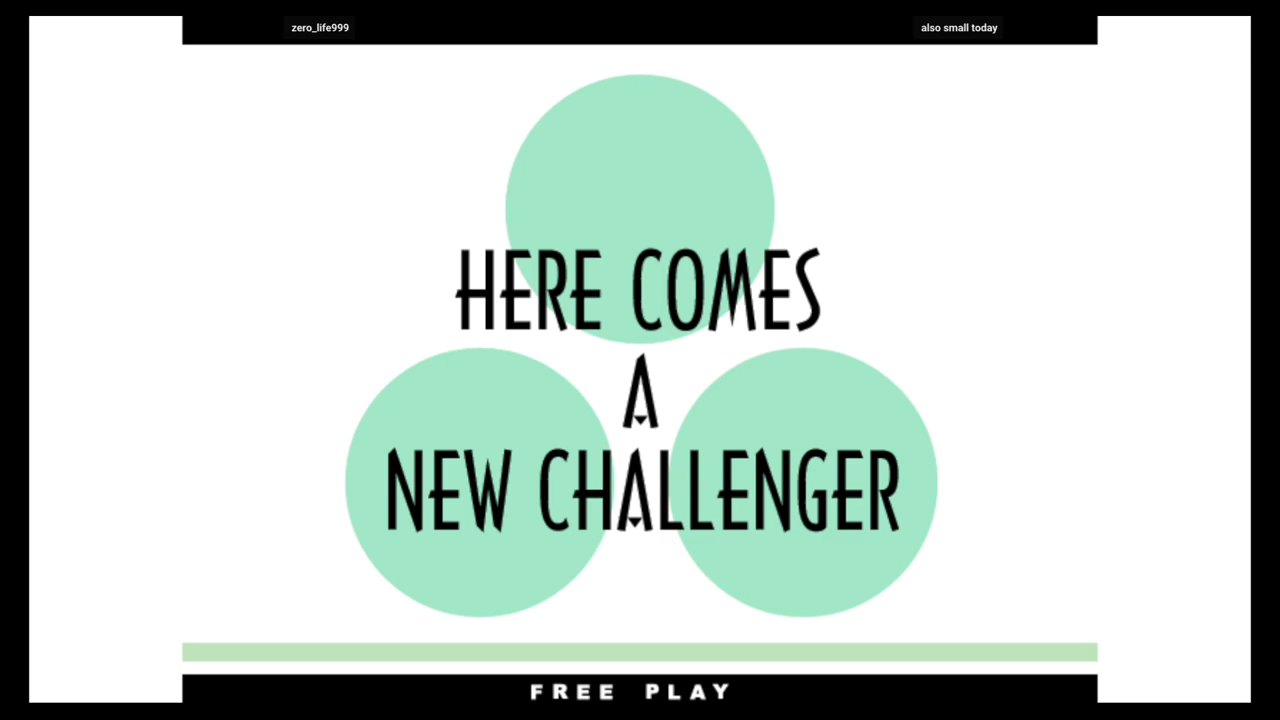 zero_life999
also small today
HERE COMES
A
NEW CHALLENGER
FREE PLAY